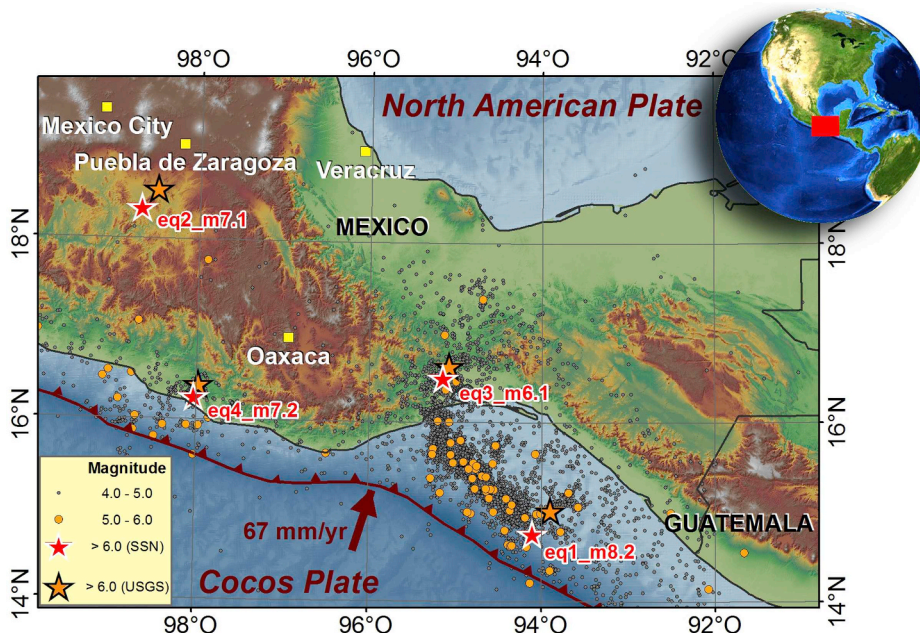 98°O 96°O 94°O 92°O
North American Plate
Mexico City
Puebla de Zaragoza
Veracruz
eq2_m7.1
18°N
MEXICO
18°N
Oaxaca
eq3_m6.1
eq4_m7.2
16°N
16°N
Magnitude
4.0 - 5.0
5.0 - 6.0
> 6.0 (SSN)
> 6.0 (USGS)
67 mm/yr
GUATEMALA
eq1_m8.2
Cocos Plate
14°N
14°N
98°O 96°O 94°O 92°O